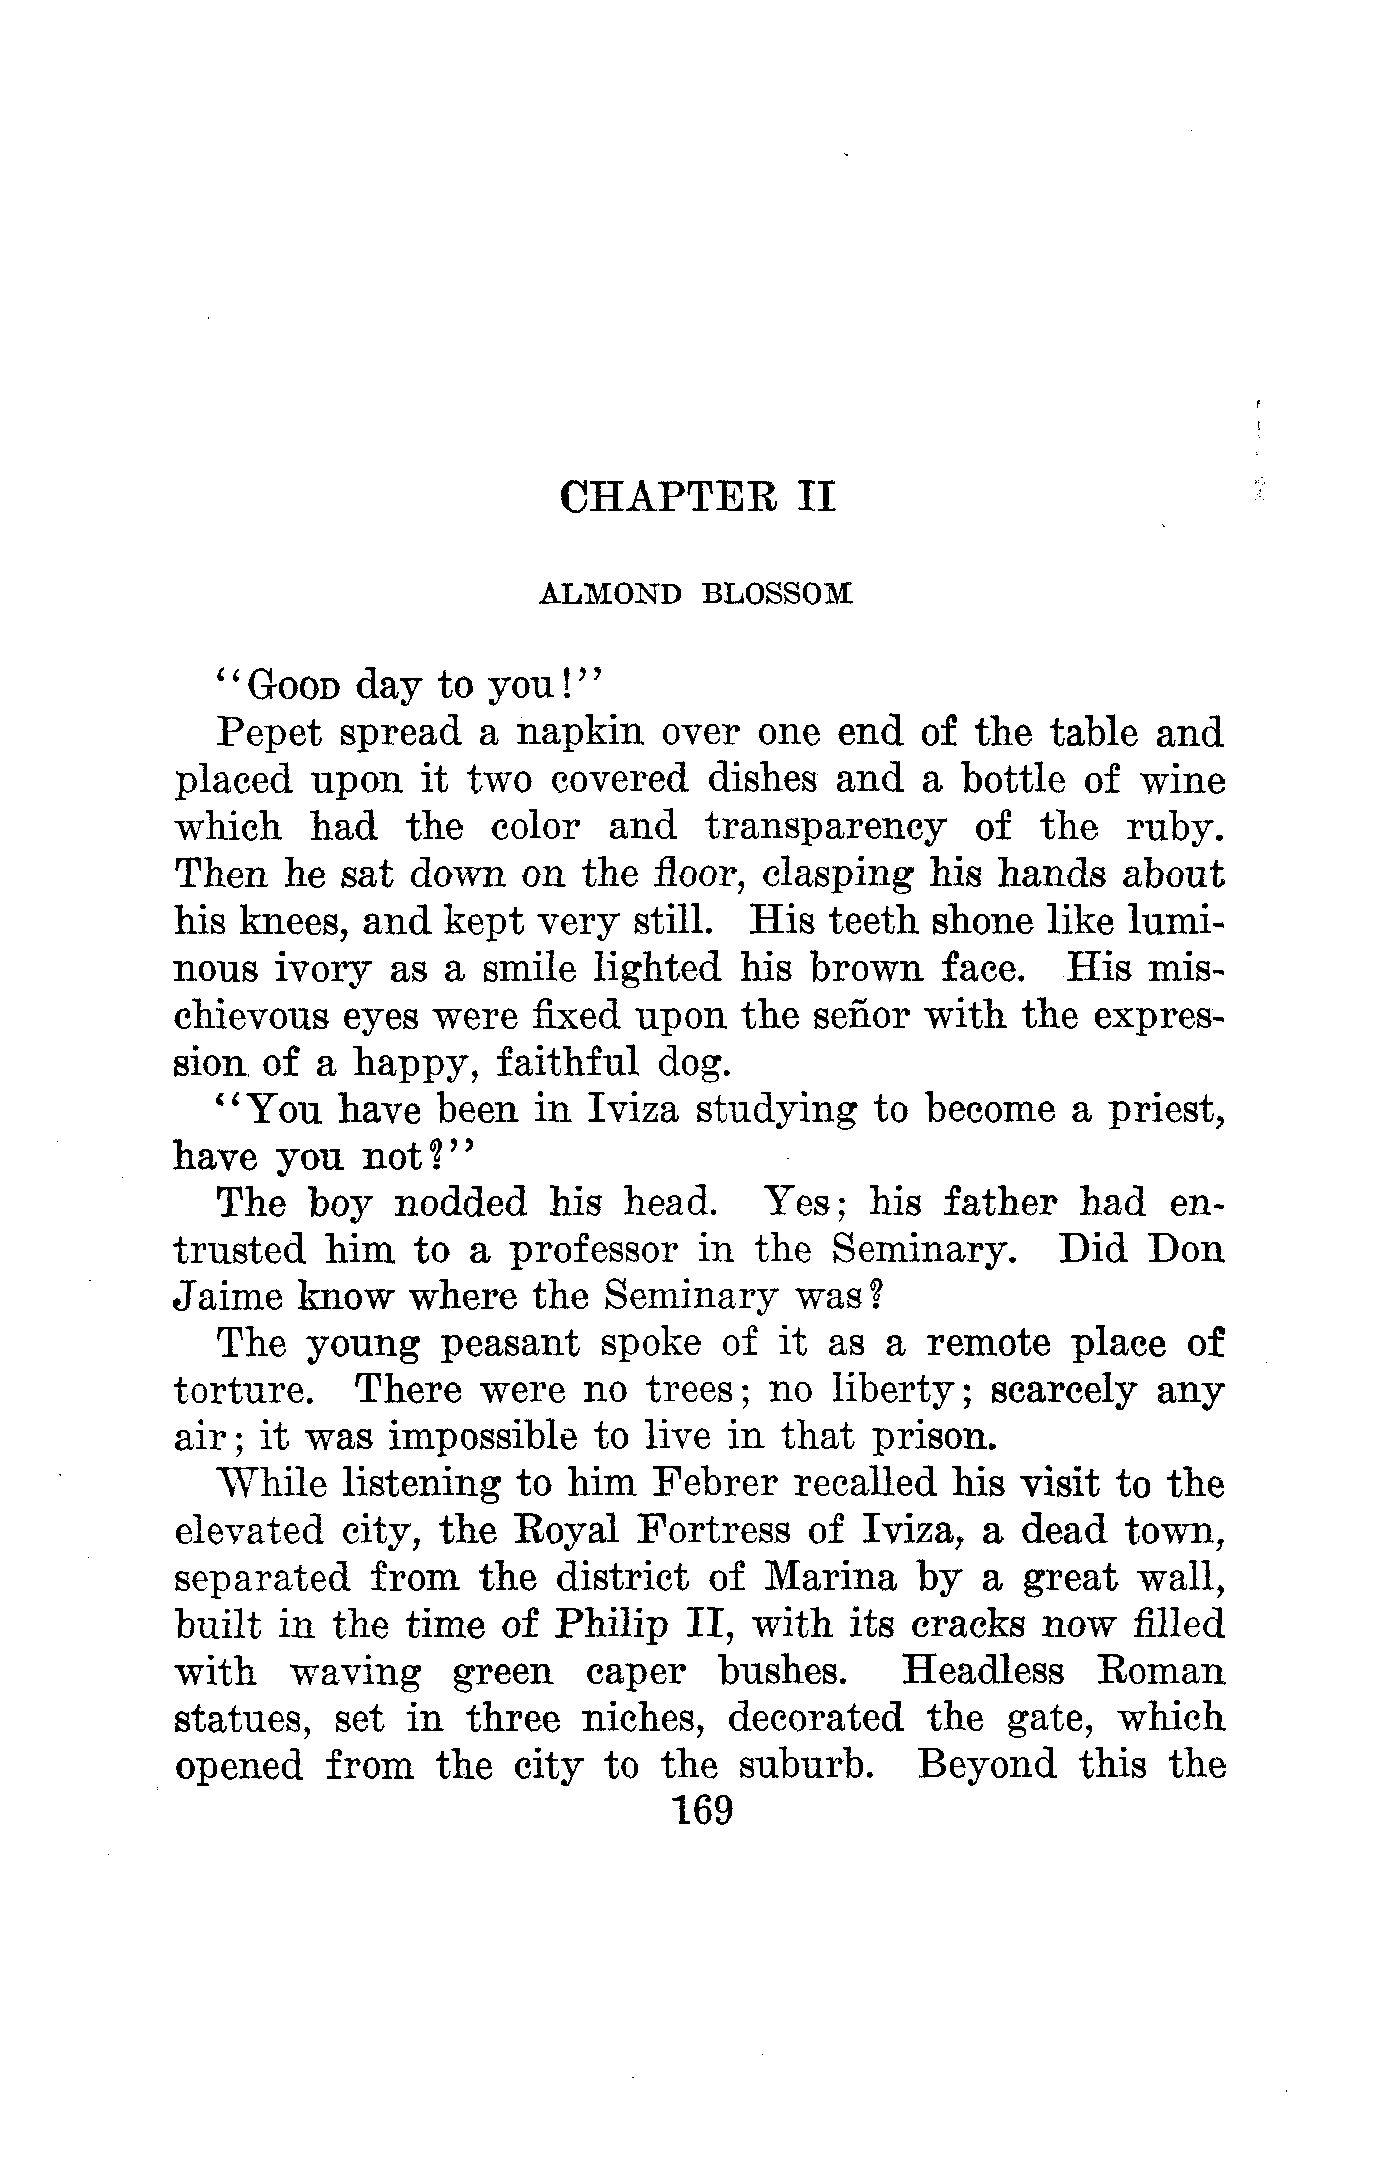 CHAPTER II
ALMOND BLOSSOM
"GOOD day to you!"
Pepet spread a napkin over one end of the table and
placed upon it two covered dishes and a bottle of wine
which had the color and transparency of the ruby.
Then he sat down on the floor, clasping his hands about
his knees, and kept very still. His teeth shone like lumi-
nous ivory as a smile lighted his brown face. His mis-
chievous eyes were fixed upon the señor with the expres-
sion of a happy, faithful dog.
"You have been in Iviza studying to become a priest,
have you not?"
The boy nodded his head. Yes; his father had en-
trusted him to a professor in the Seminary. Did Don
Jaime know where the Seminary was?
The young peasant spoke of it as a remote place of
torture. There were no trees; no liberty; scarcely any
air; it was impossible to live in that prison.
While listening to him Febrer recalled his visit to the
elevated city, the Royal Fortress of Iviza, a dead town,
separated from the district of Marina by a great wall,
built in the time of Philip II, with its cracks now filled
with waving green caper bushes. Headless Roman
statues, set in three niches, decorated the gate, which
opened from the city to the suburb. Beyond this the
169